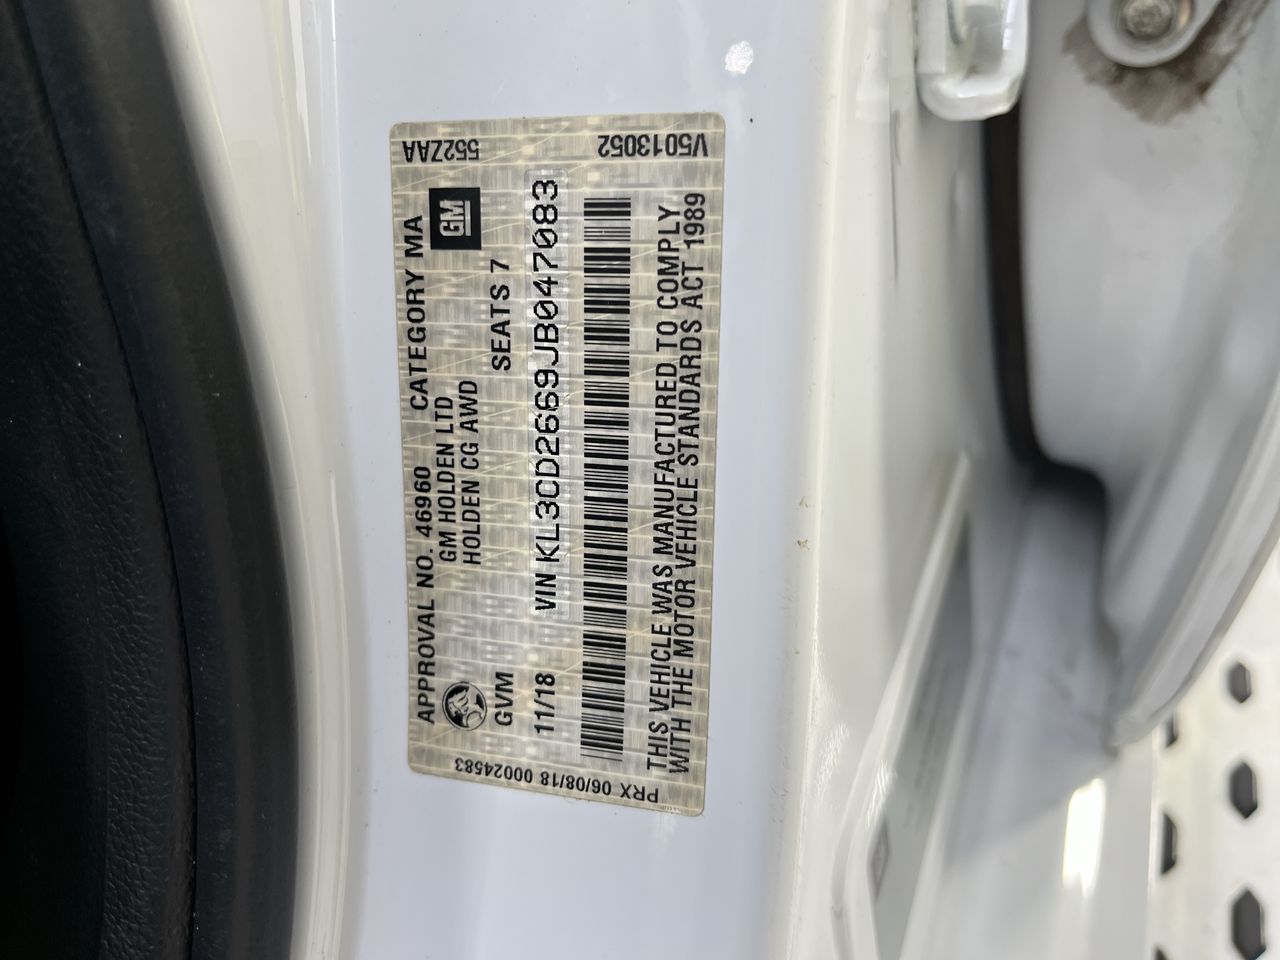 APPROVAL NO. 46960 CATEGORY MA
GM HOLDEN LTD
HOLDEN CG AWD
GM
GVM SEATS 7
11/18 VIN KL3CD2669JB047083
THIS VEHICLE WAS MANUFACTURED TO COMPLY
WITH THE MOTOR VEHICLE STANDARDS ACT 1989
PRX 06/08/18 00024583
552ZAA
V5013052